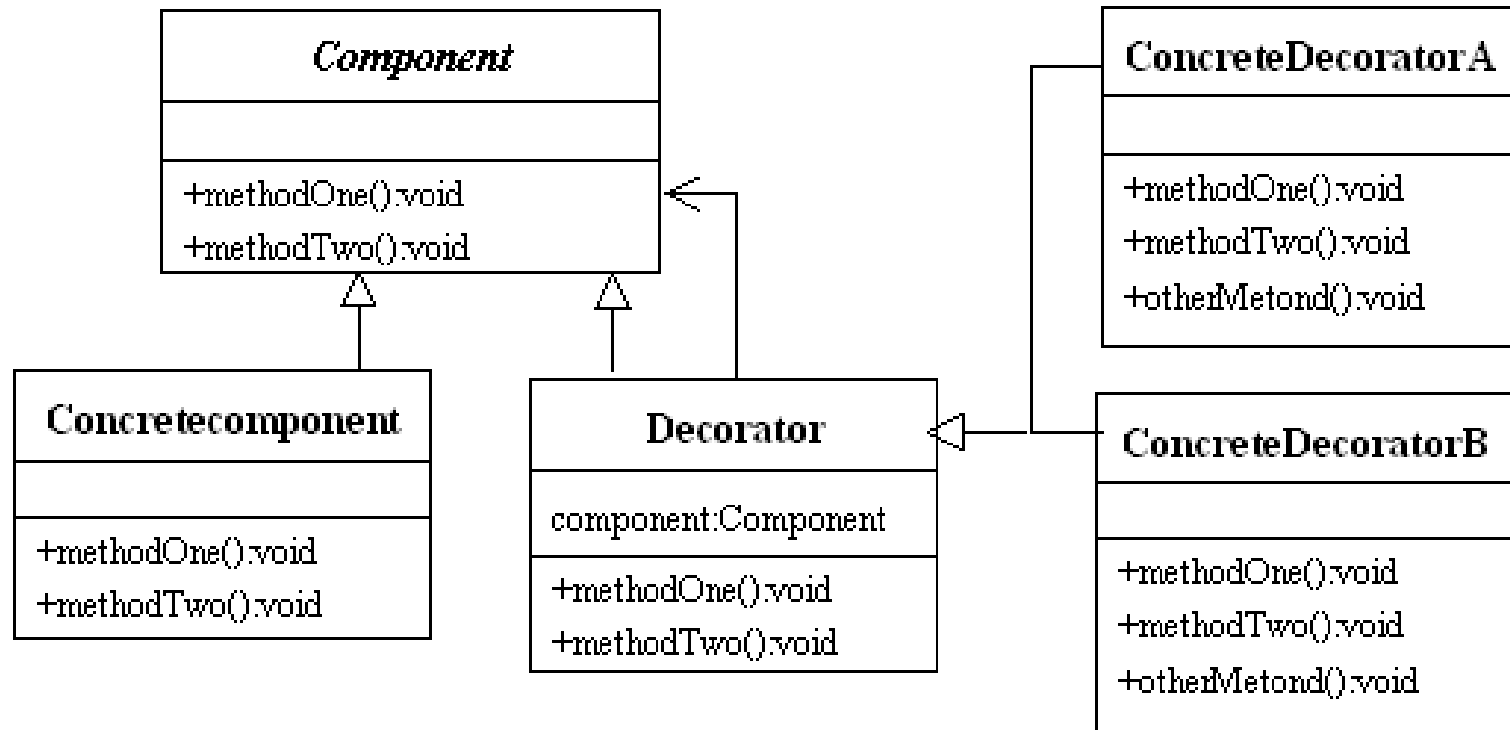 Component
+methodOne():void
+methodTwo():void
Concretecomponent
+methodOne():void
+methodTwo():void
Decorator
component:Component
+methodOne():void
+methodTwo():void
ConcreteDecoratorA
+methodOne():void
+methodTwo():void
+otherMetond():void
ConcreteDecoratorB
+methodOne():void
+methodTwo():void
+otherMetond():void